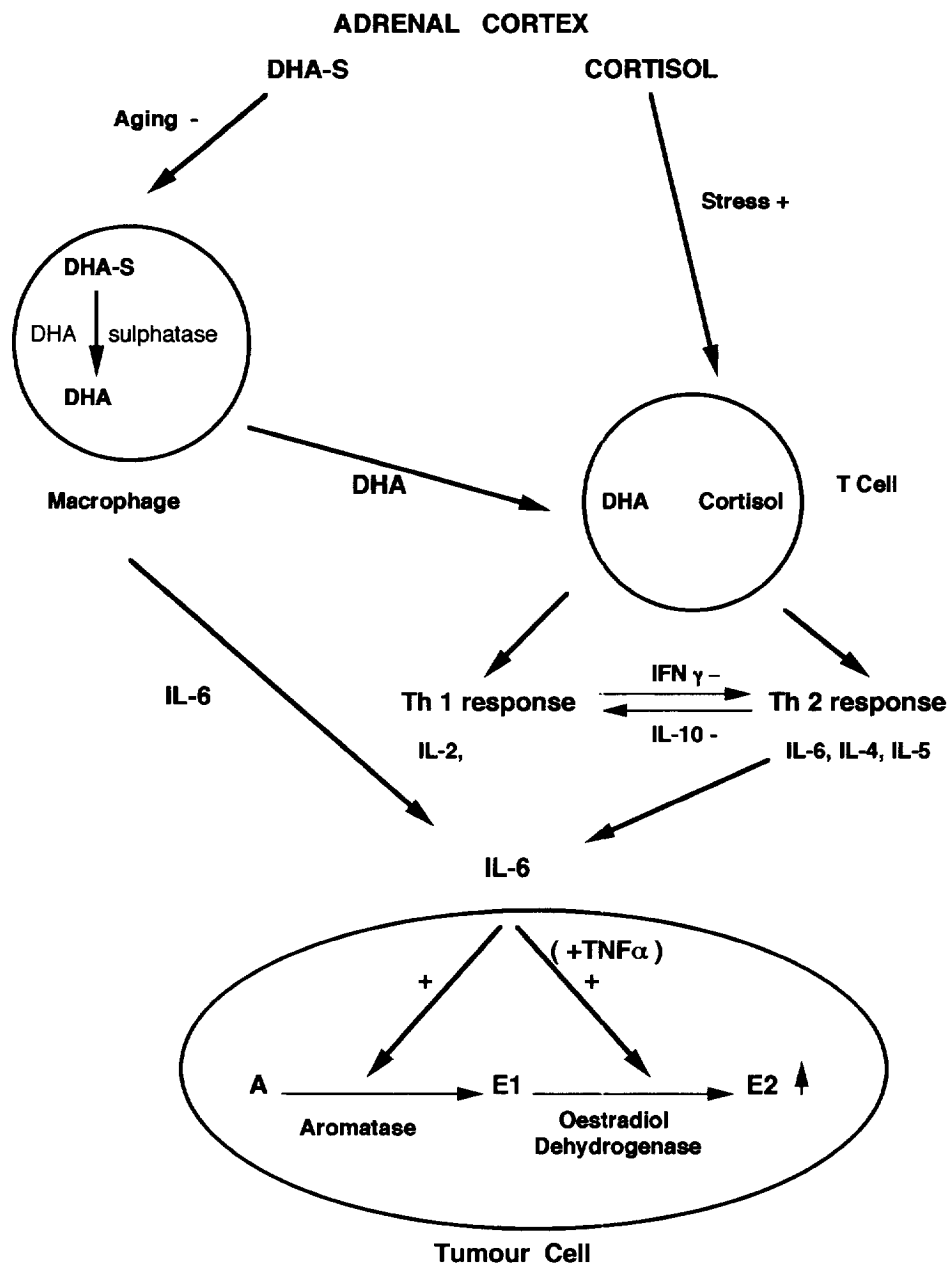 ADRENAL CORTEX
DHA-S
CORTISOL
Aging -
Stress +
DHA-S
DHA sulphatase
DHA
Macrophage
DHA
DHA Cortisol
T Cell
IL-6
Th 1 response
IFN γ –
Th 2 response
IL-10 -
IL-2,
IL-6, IL-4, IL-5
IL-6
( +TNFα )
+
+
A
E1
E2
Aromatase
Oestradiol
Dehydrogenase
Tumour Cell